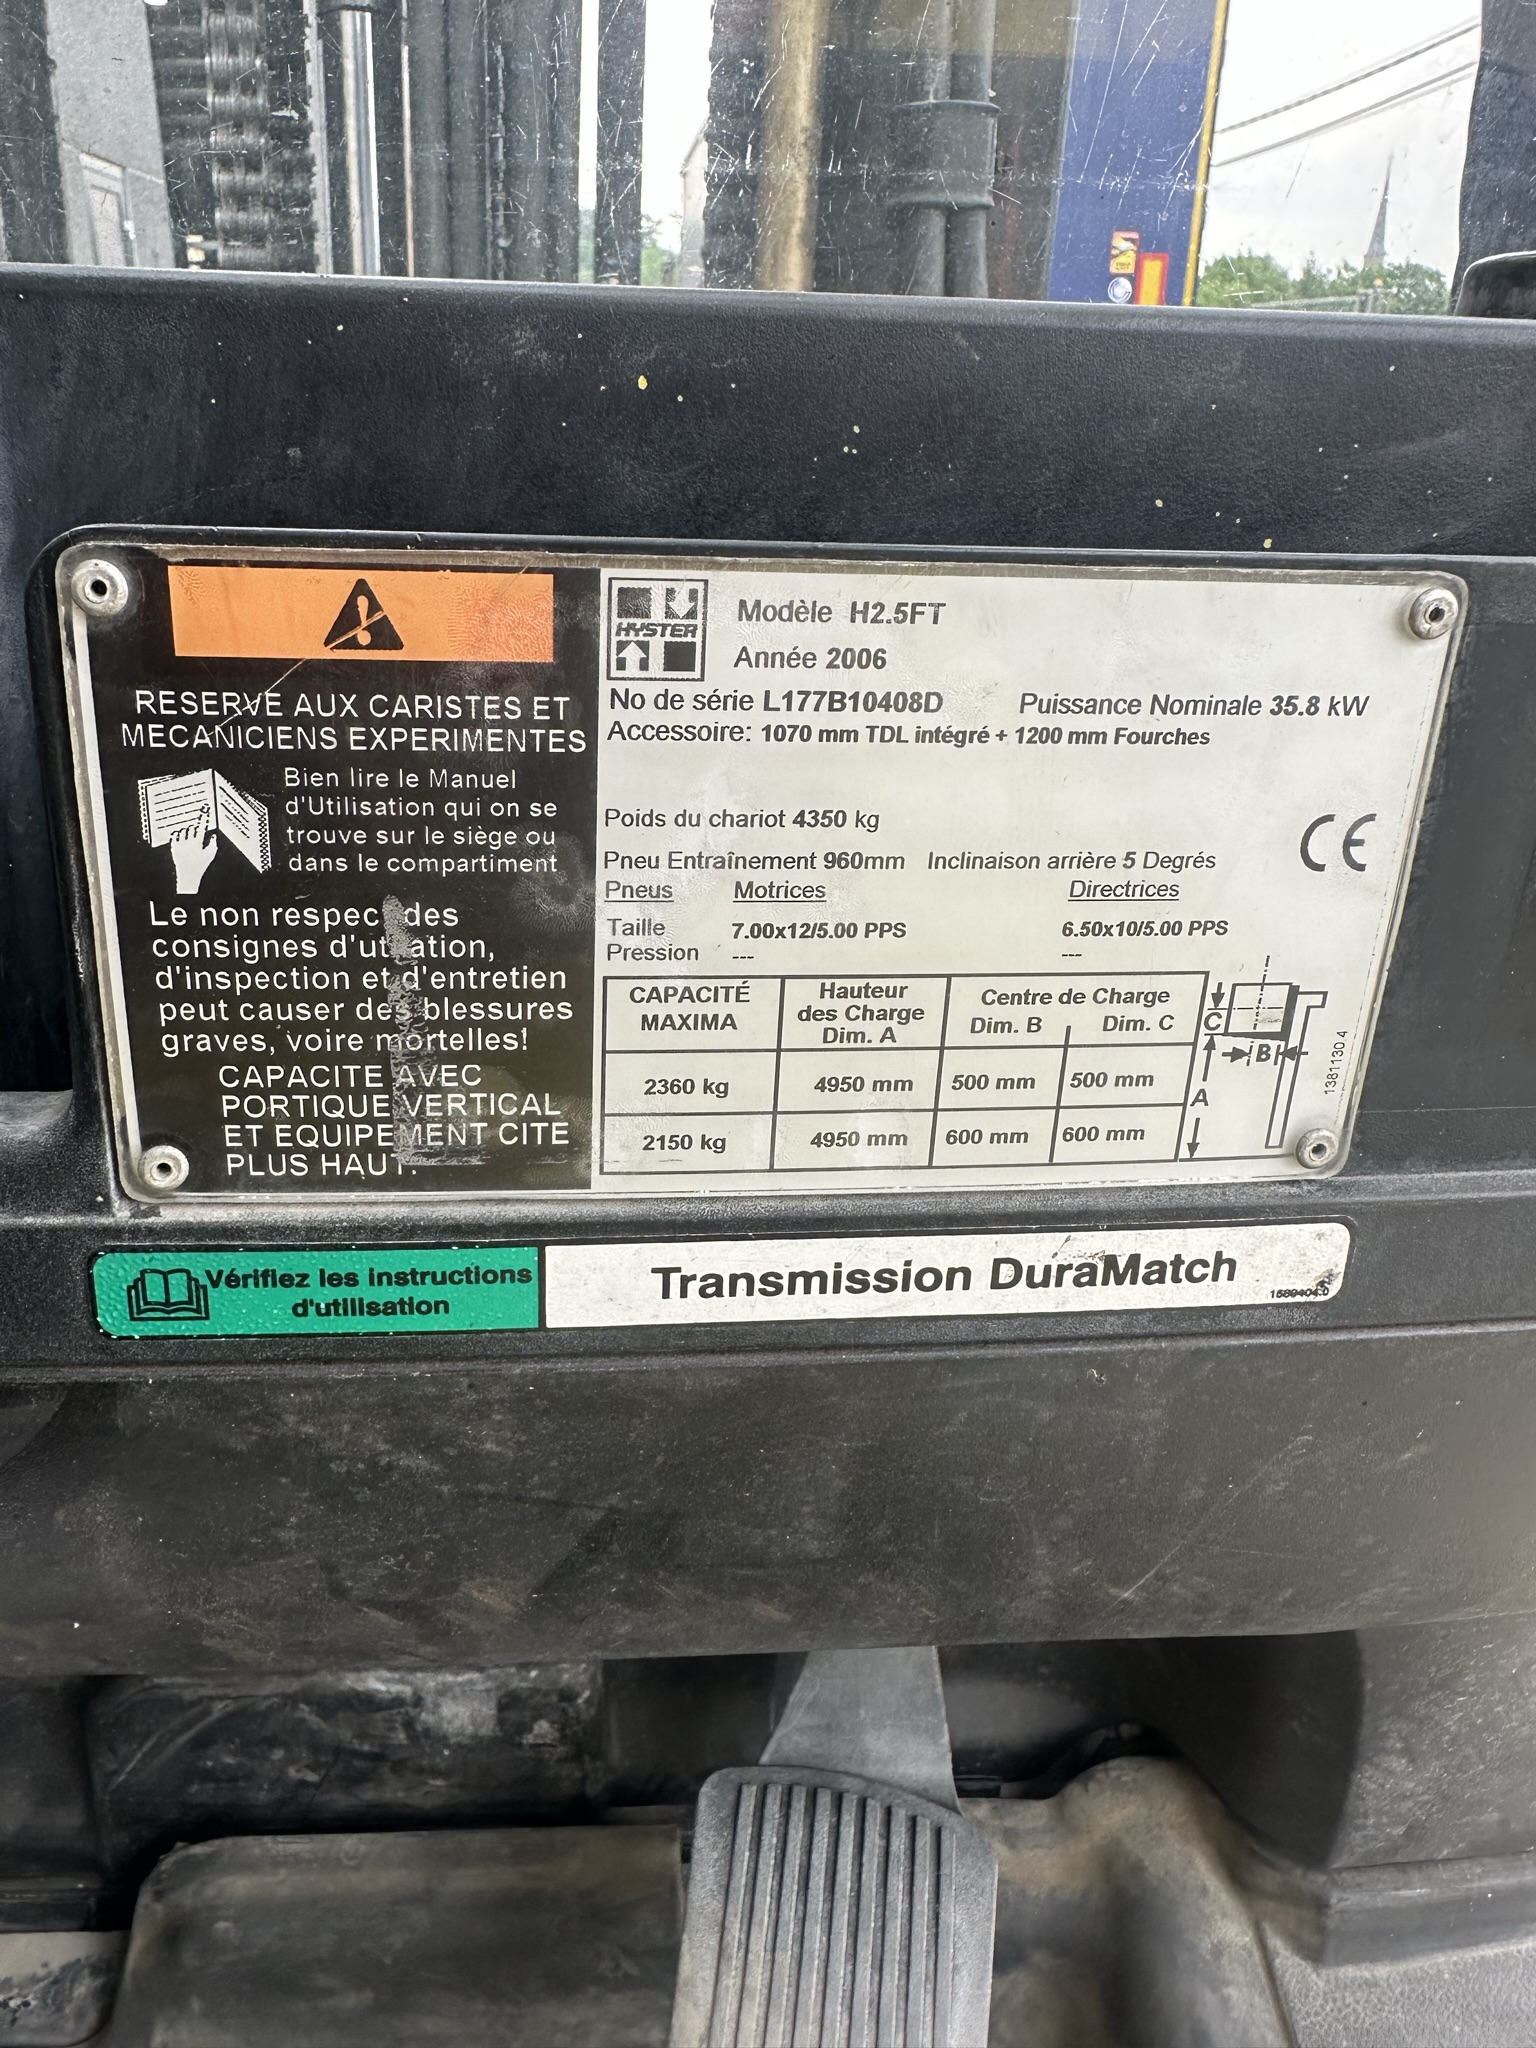 RESERVE AUX CARISTES ET
MECANICIENS EXPERIMENTES
Bien lire le Manuel
d'Utilisation qui on se
trouve sur le siège ou
dans le compartiment
Le non respec des
consignes d'ut ation,
d'inspection et d'entretien
peut causer des blessures
graves, voire mortelles!
CAPACITE AVEC
PORTIQUE VERTICAL
ET EQUIPEMENT CITE
PLUS HAUT.
HYSTER
Modèle H2.5FT
Année 2006
No de série L177B10408D Puissance Nominale 35.8 kW
Accessoire: 1070 mm TDL intégré + 1200 mm Fourches
Poids du chariot 4350 kg
CE
Pneu Entraînement 960mm Inclinaison arrière 5 Degrés
Pneus Motrices Directrices
Taille 7.00x12/5.00 PPS 6.50x10/5.00 PPS
Pression --- ---
CAPACITÉ MAXIMA
Hauteur des Charge Dim. A
Centre de Charge
Dim. B Dim. C
2360 kg 4950 mm 500 mm 500 mm
2150 kg 4950 mm 600 mm 600 mm
C
B
A
1381130.4
Vérifiez les instructions
d'utilisation
Transmission DuraMatch